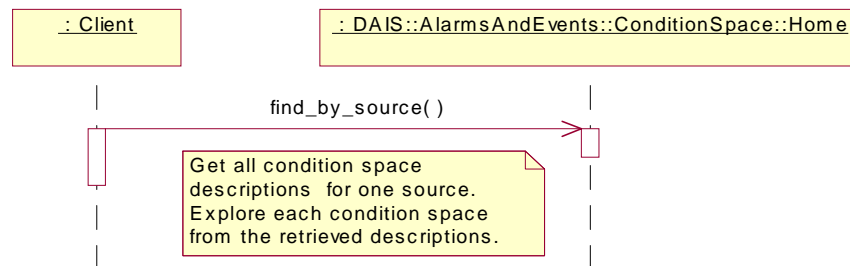 : Client
: DAIS::AlarmsAndEvents::ConditionSpace::Home
find_by_source( )
Get all condition space
descriptions for one source.
Explore each condition space
from the retrieved descriptions.